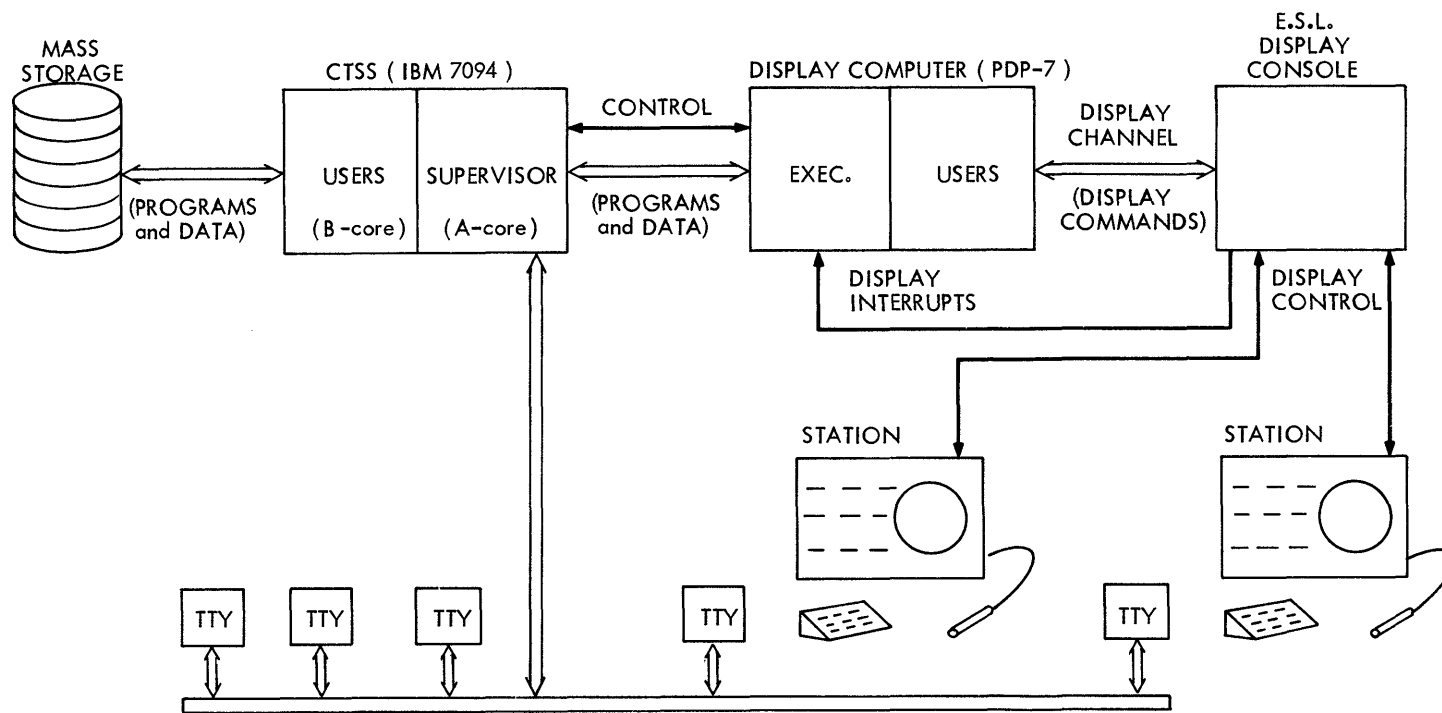 MASS
STORAGE
CTSS ( IBM 7094 )
DISPLAY COMPUTER ( PDP-7 )
E.S.L.
DISPLAY
CONSOLE
CONTROL
DISPLAY
CHANNEL
USERS
SUPERVISOR
EXEC.
USERS
(PROGRAMS
and DATA)
(B-core)
(A-core)
(PROGRAMS
and DATA)
(DISPLAY
COMMANDS)
DISPLAY
INTERRUPTS
DISPLAY
CONTROL
STATION
STATION
TTY
TTY
TTY
TTY
TTY